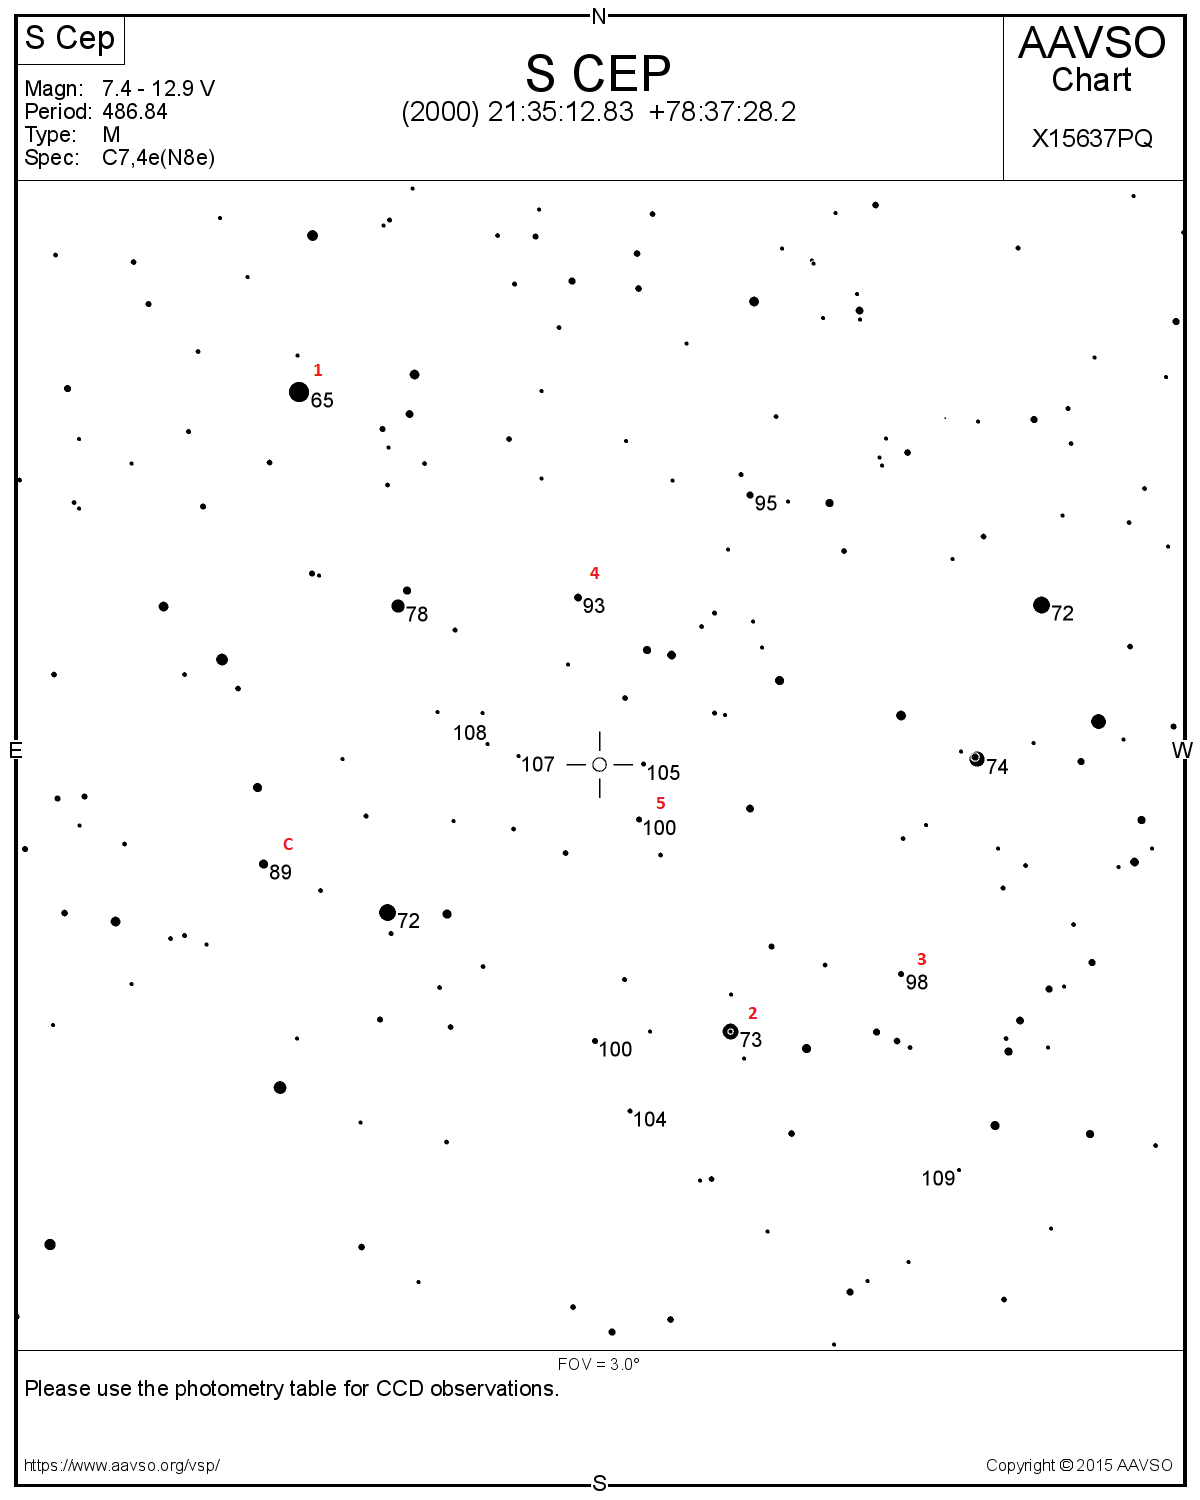 N
S Cep
S CEP
(2000) 21:35:12.83 +78:37:28.2
AAVSO
Chart
X15637PQ
Magn: 7.4 - 12.9 V
Period: 486.84
Type: M
Spec: C7,4e(N8e)
1
65
95
4
93
78
72
108
107
105
74
5
100
C
89
72
3
98
2
73
100
104
109
E
W
FOV = 3.0°
Please use the photometry table for CCD observations.
https://www.aavso.org/vsp/
Copyright © 2015 AAVSO
S